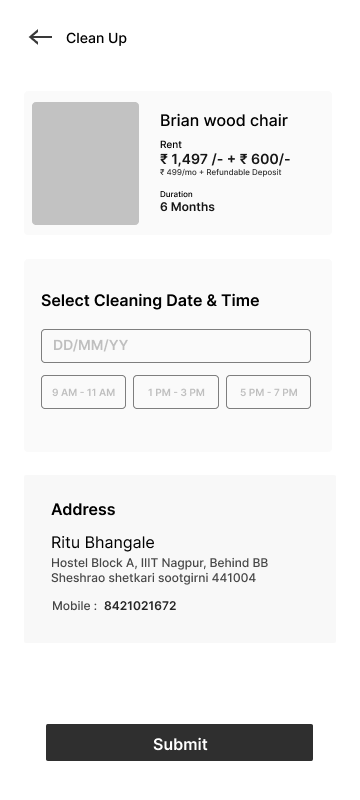 Clean Up
Brian wood chair
Rent
₹ 1,497 /- + ₹ 600/-
₹ 499/mo + Refundable Deposit
Duration
6 Months
Select Cleaning Date & Time
DD/MM/YY
9 AM - 11 AM 1 PM - 3 PM 5 PM - 7 PM
Address
Ritu Bhangale
Hostel Block A, IIIT Nagpur, Behind BB
Sheshrao shetkari sootgirni 441004
Mobile : 8421021672
Submit